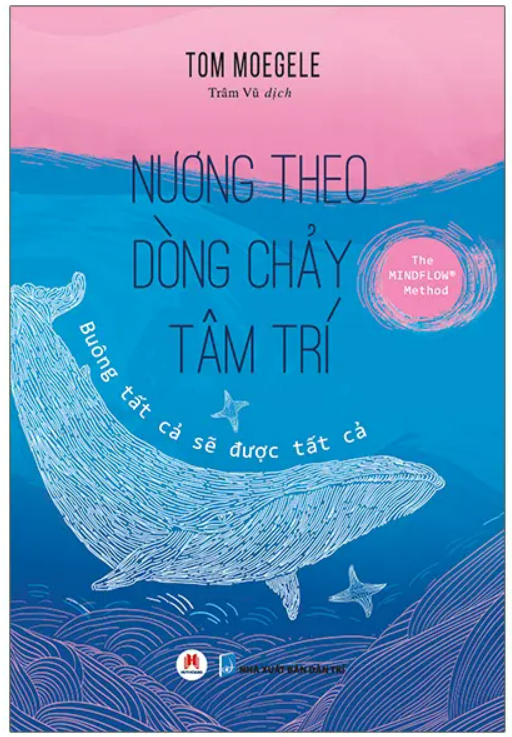 TOM MOEGELE
Trâm Vũ dịch
NƯƠNG THEO
DÒNG CHẢY
TÂM TRÍ
The
MINDFLOW®
Method
Buông tất cả sẽ được tất cả
NHÀ XUẤT BẢN DÂN TRÍ